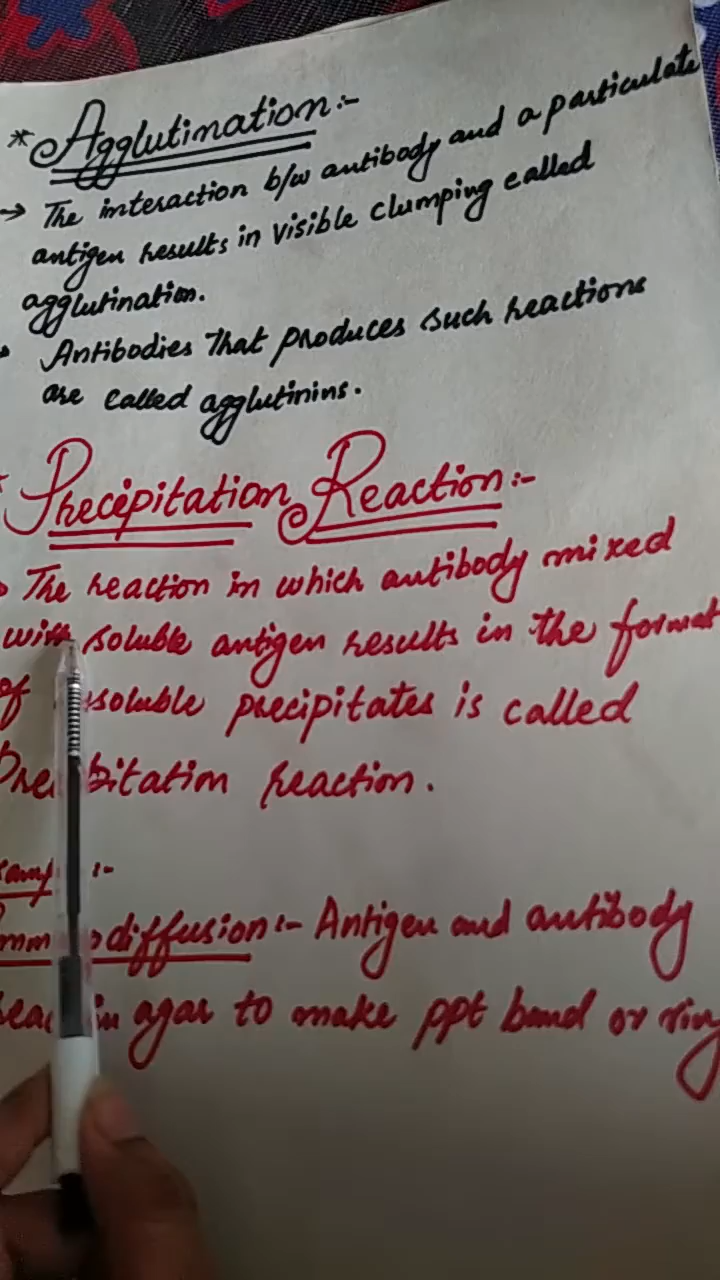 * Agglutination:-
→ The interaction b/w antibody and a particulate
antigen results in visible clumping called
agglutination.
Antibodies that produces such reactions
are called agglutinins.
* Precipitation Reaction:-
The reaction in which antibody mixed
with soluble antigen results in the format
of soluble precipitates is called
reaction.
:-
diffusion:- Antigen and antibody
in agar to make ppt band or ring